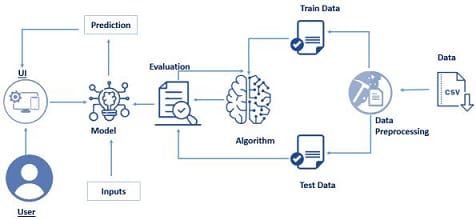 Train Data
Prediction
Data
UI
Evaluation
CSV
Model
Algorithm
Data
Preprocessing
Inputs
Test Data
User